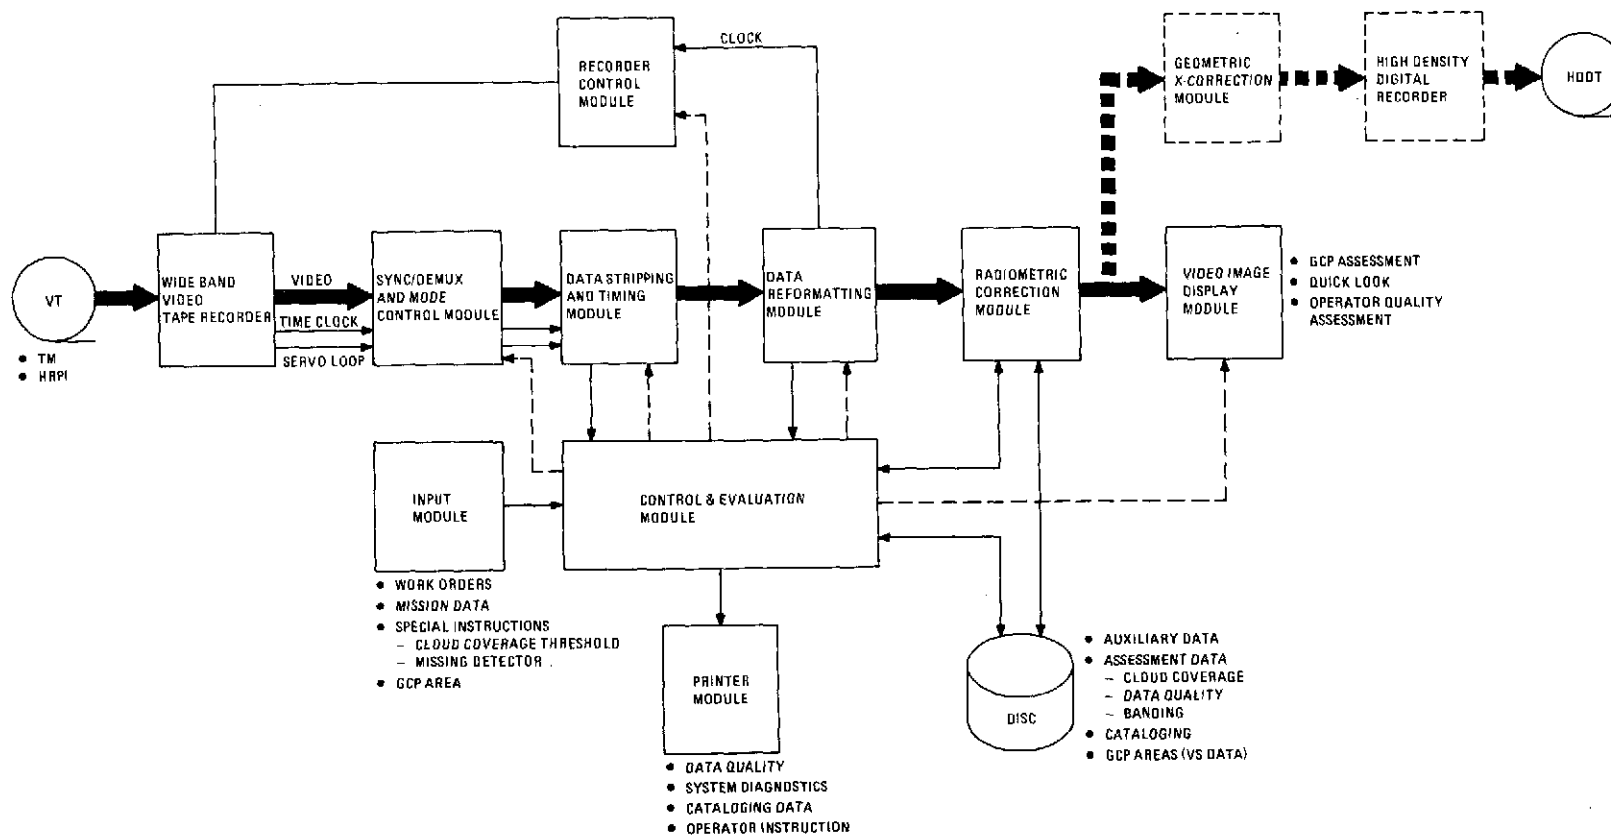 CLOCK
RECORDER
CONTROL
MODULE
GEOMETRIC
X-CORRECTION
MODULE
HIGH DENSITY
DIGITAL
RECORDER
HDDT
VT
● TM
● HRPI
WIDE BAND
VIDEO
TAPE RECORDER
VIDEO
TIME CLOCK
SERVO LOOP
SYNC/DEMUX
AND MODE
CONTROL MODULE
DATA STRIPPING
AND TIMING
MODULE
DATA
REFORMATTING
MODULE
RADIOMETRIC
CORRECTION
MODULE
VIDEO IMAGE
DISPLAY
MODULE
● GCP ASSESSMENT
● QUICK LOOK
● OPERATOR QUALITY
ASSESSMENT
INPUT
MODULE
CONTROL & EVALUATION
MODULE
● WORK ORDERS
● MISSION DATA
● SPECIAL INSTRUCTIONS
– CLOUD COVERAGE THRESHOLD
– MISSING DETECTOR
● GCP AREA
PRINTER
MODULE
● DATA QUALITY
● SYSTEM DIAGNOSTICS
● CATALOGING DATA
● OPERATOR INSTRUCTION
DISC
● AUXILIARY DATA
● ASSESSMENT DATA
– CLOUD COVERAGE
– DATA QUALITY
– BANDING
● CATALOGING
● GCP AREAS (VS DATA)